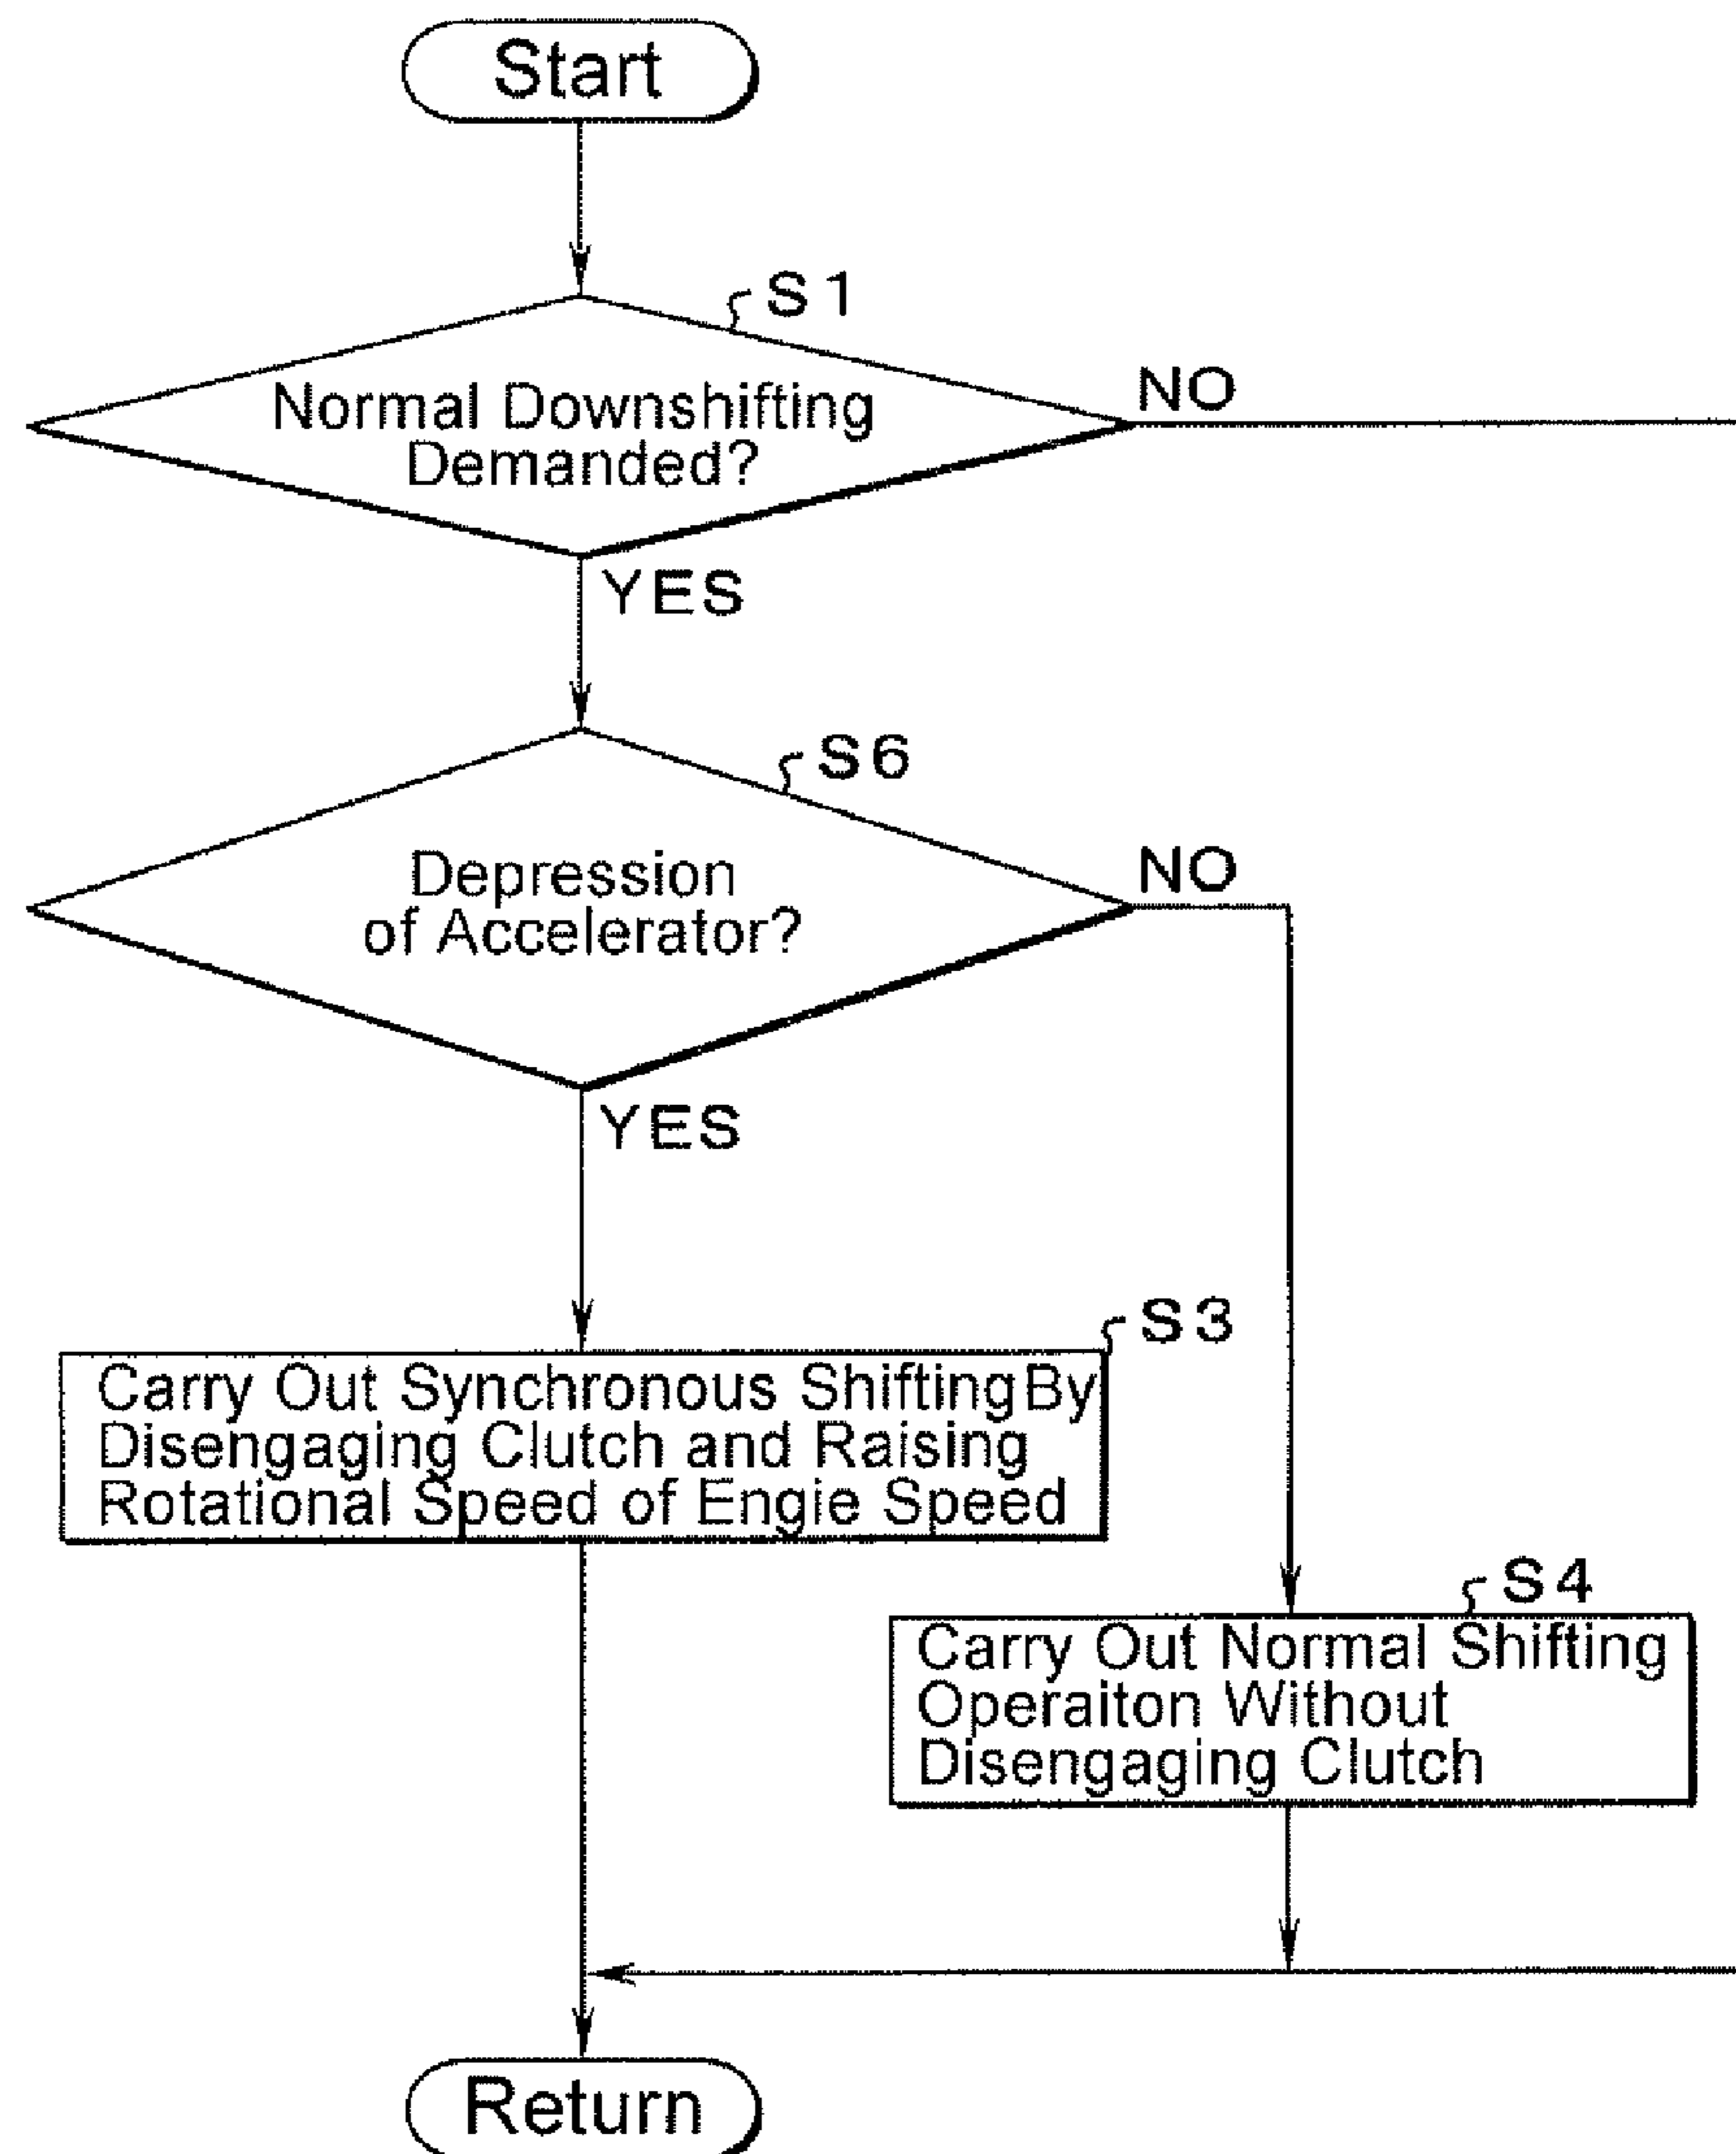 Start
S1
Normal Downshifting
Demanded?
NO
YES
S6
Depression
of Accelerator?
NO
YES
S3
Carry Out Synchronous Shifting By
Disengaging Clutch and Raising
Rotational Speed of Engie Speed
S4
Carry Out Normal Shifting
Operaiton Without
Disengaging Clutch
Return